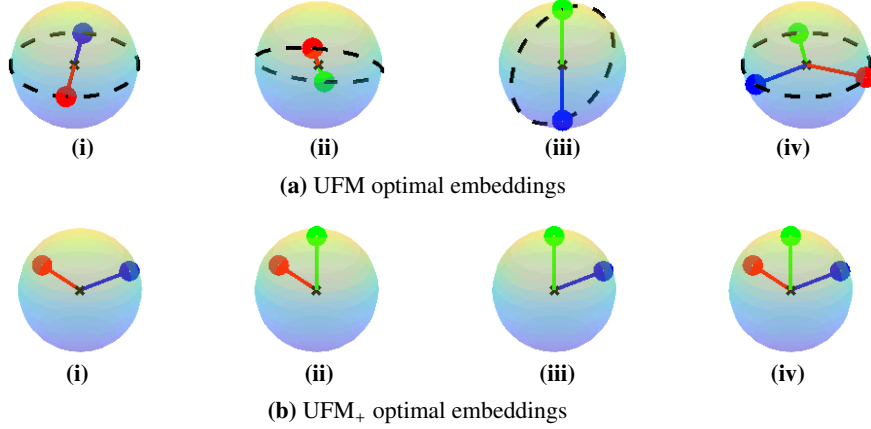 (i) (ii) (iii) (iv)
(a) UFM optimal embeddings
(i) (ii) (iii) (iv)
(b) UFM+ optimal embeddings